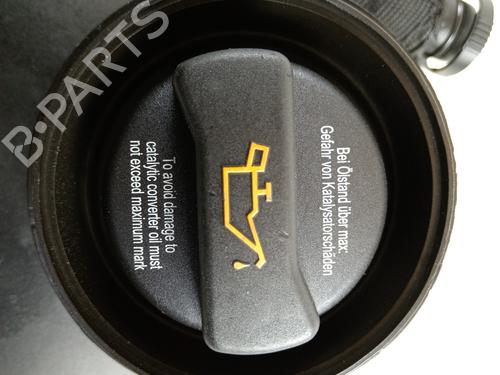 B-PARTS
To avoid damage to
catalytic converter oil must
not exceed maximum mark
Bei Ölstand über max:
Gefahr von Katalysatorschäden